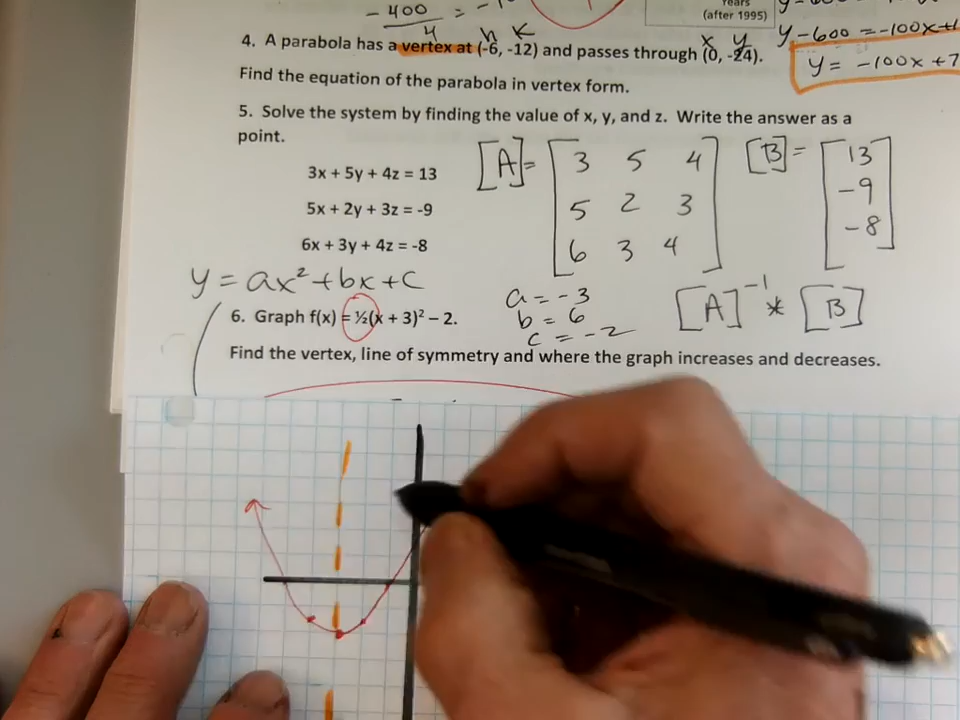 -400
4
Years
(after 1995)
h K
x y
y-600 = -100x+
4. A parabola has a vertex at (-6, -12) and passes through (0, -24).
y = -100x + 7
Find the equation of the parabola in vertex form.
5. Solve the system by finding the value of x, y, and z. Write the answer as a
point.
[A]= 3 5 4 [B]= 13
3x + 5y + 4z = 13
5 2 3 -9
5x + 2y + 3z = -9
6 3 4 -8
6x + 3y + 4z = -8
y = ax² + bx + c
a = -3
b = 6
c = -2
[A]⁻¹ * [B]
6. Graph f(x) = ½(x + 3)² – 2.
Find the vertex, line of symmetry and where the graph increases and decreases.